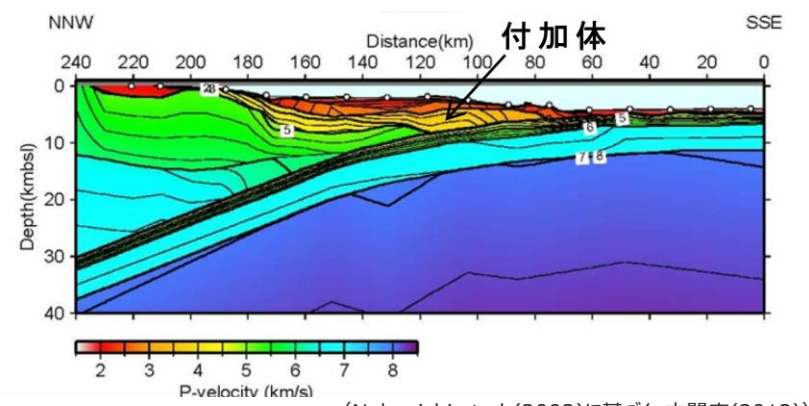 NNW
SSE
Distance(km)
付加体
240 220 200 180 160 140 120 100 80 60 40 20 0
Depth(kmbsl)
0
10
20
30
40
5
5
6
7 8
2 3 4 5 6 7 8
P-velocity (km/s)